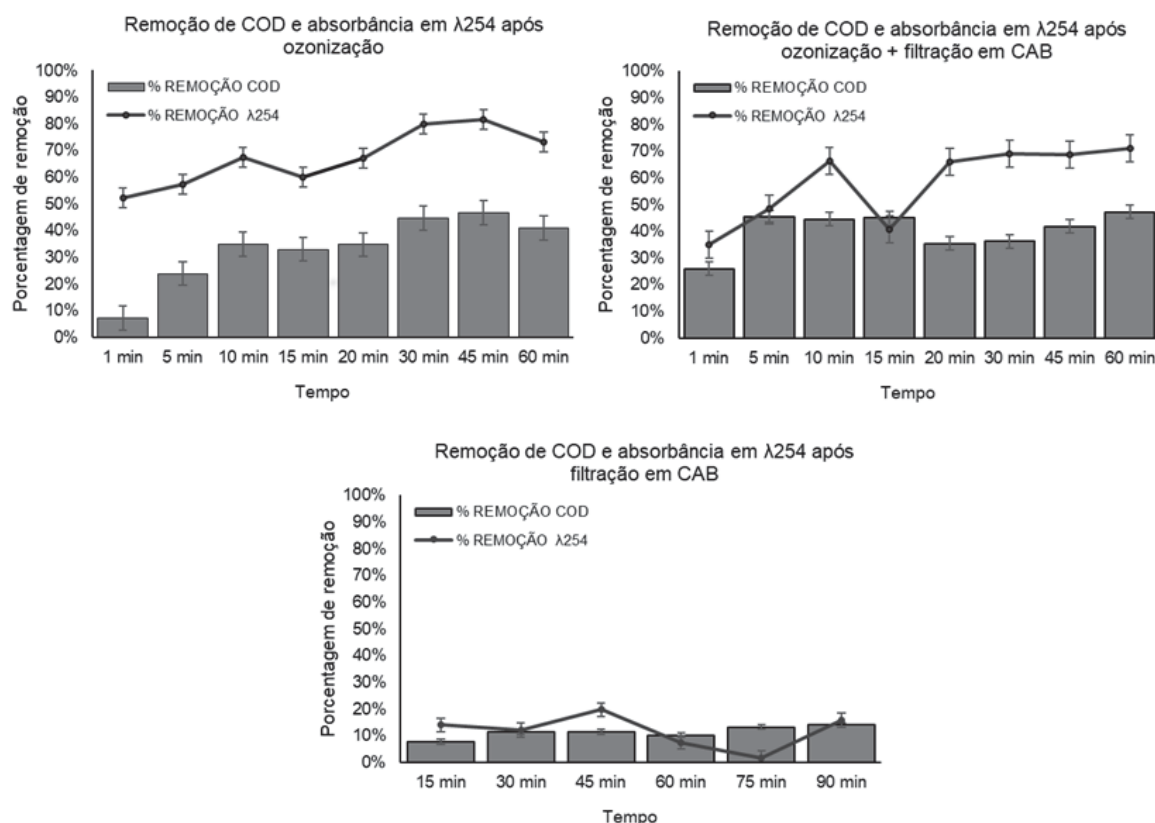 Remoção de COD e absorbância em λ254 após
ozonização
Porcentagem de remoção
100%
90%
80%
70%
60%
50%
40%
30%
20%
10%
0%
% REMOÇÃO COD
% REMOÇÃO λ254
1 min 5 min 10 min 15 min 20 min 30 min 45 min 60 min
Tempo
Remoção de COD e absorbância em λ254 após
ozonização + filtração em CAB
Porcentagem de remoção
100%
90%
80%
70%
60%
50%
40%
30%
20%
10%
0%
% REMOÇÃO COD
% REMOÇÃO λ254
1 min 5 min 10 min 15 min 20 min 30 min 45 min 60 min
Tempo
Remoção de COD e absorbância em λ254 após
filtração em CAB
Porcentagem de remoção
100%
90%
80%
70%
60%
50%
40%
30%
20%
10%
0%
% REMOÇÃO COD
% REMOÇÃO λ254
15 min 30 min 45 min 60 min 75 min 90 min
Tempo